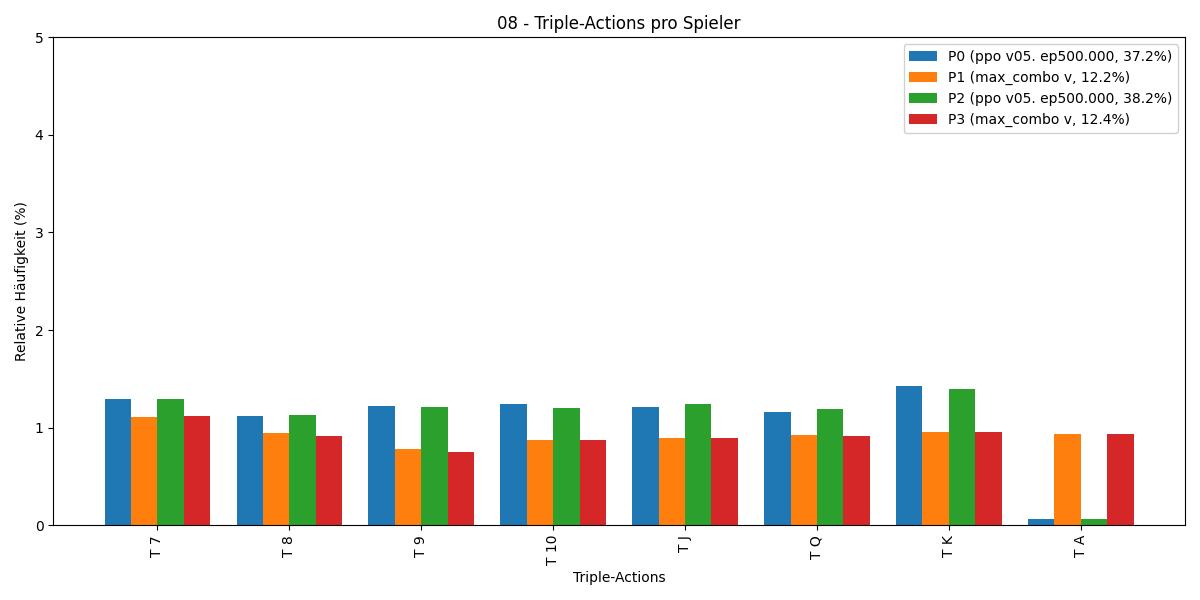 08 - Triple-Actions pro Spieler
P0 (ppo v05. ep500.000, 37.2%)
P1 (max_combo v, 12.2%)
P2 (ppo v05. ep500.000, 38.2%)
P3 (max_combo v, 12.4%)
Relative Häufigkeit (%)
5
4
3
2
1
0
T 7
T 8
T 9
T 10
T J
T Q
T K
T A
Triple-Actions